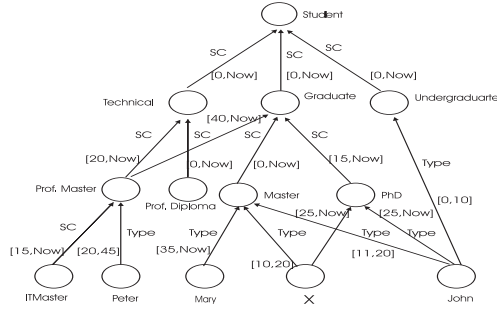 Student
SC
SC
SC
[0,Now]
[0,Now]
[0,Now]
Technical
Graduate
Undergraduarte
[40,Now]
SC
SC
SC
SC
Type
[20,Now]
[0,Now]
[0,Now]
[15,Now]
Prof. Master
Prof. Diploma
Master
PhD
[0,10]
SC
Type
Type
Type
[25,Now]
[25,Now]
Type
Type
[15,Now]
[20,45]
[35,Now]
[10,20]
[11,20]
ITMaster
Peter
Mary
X
John